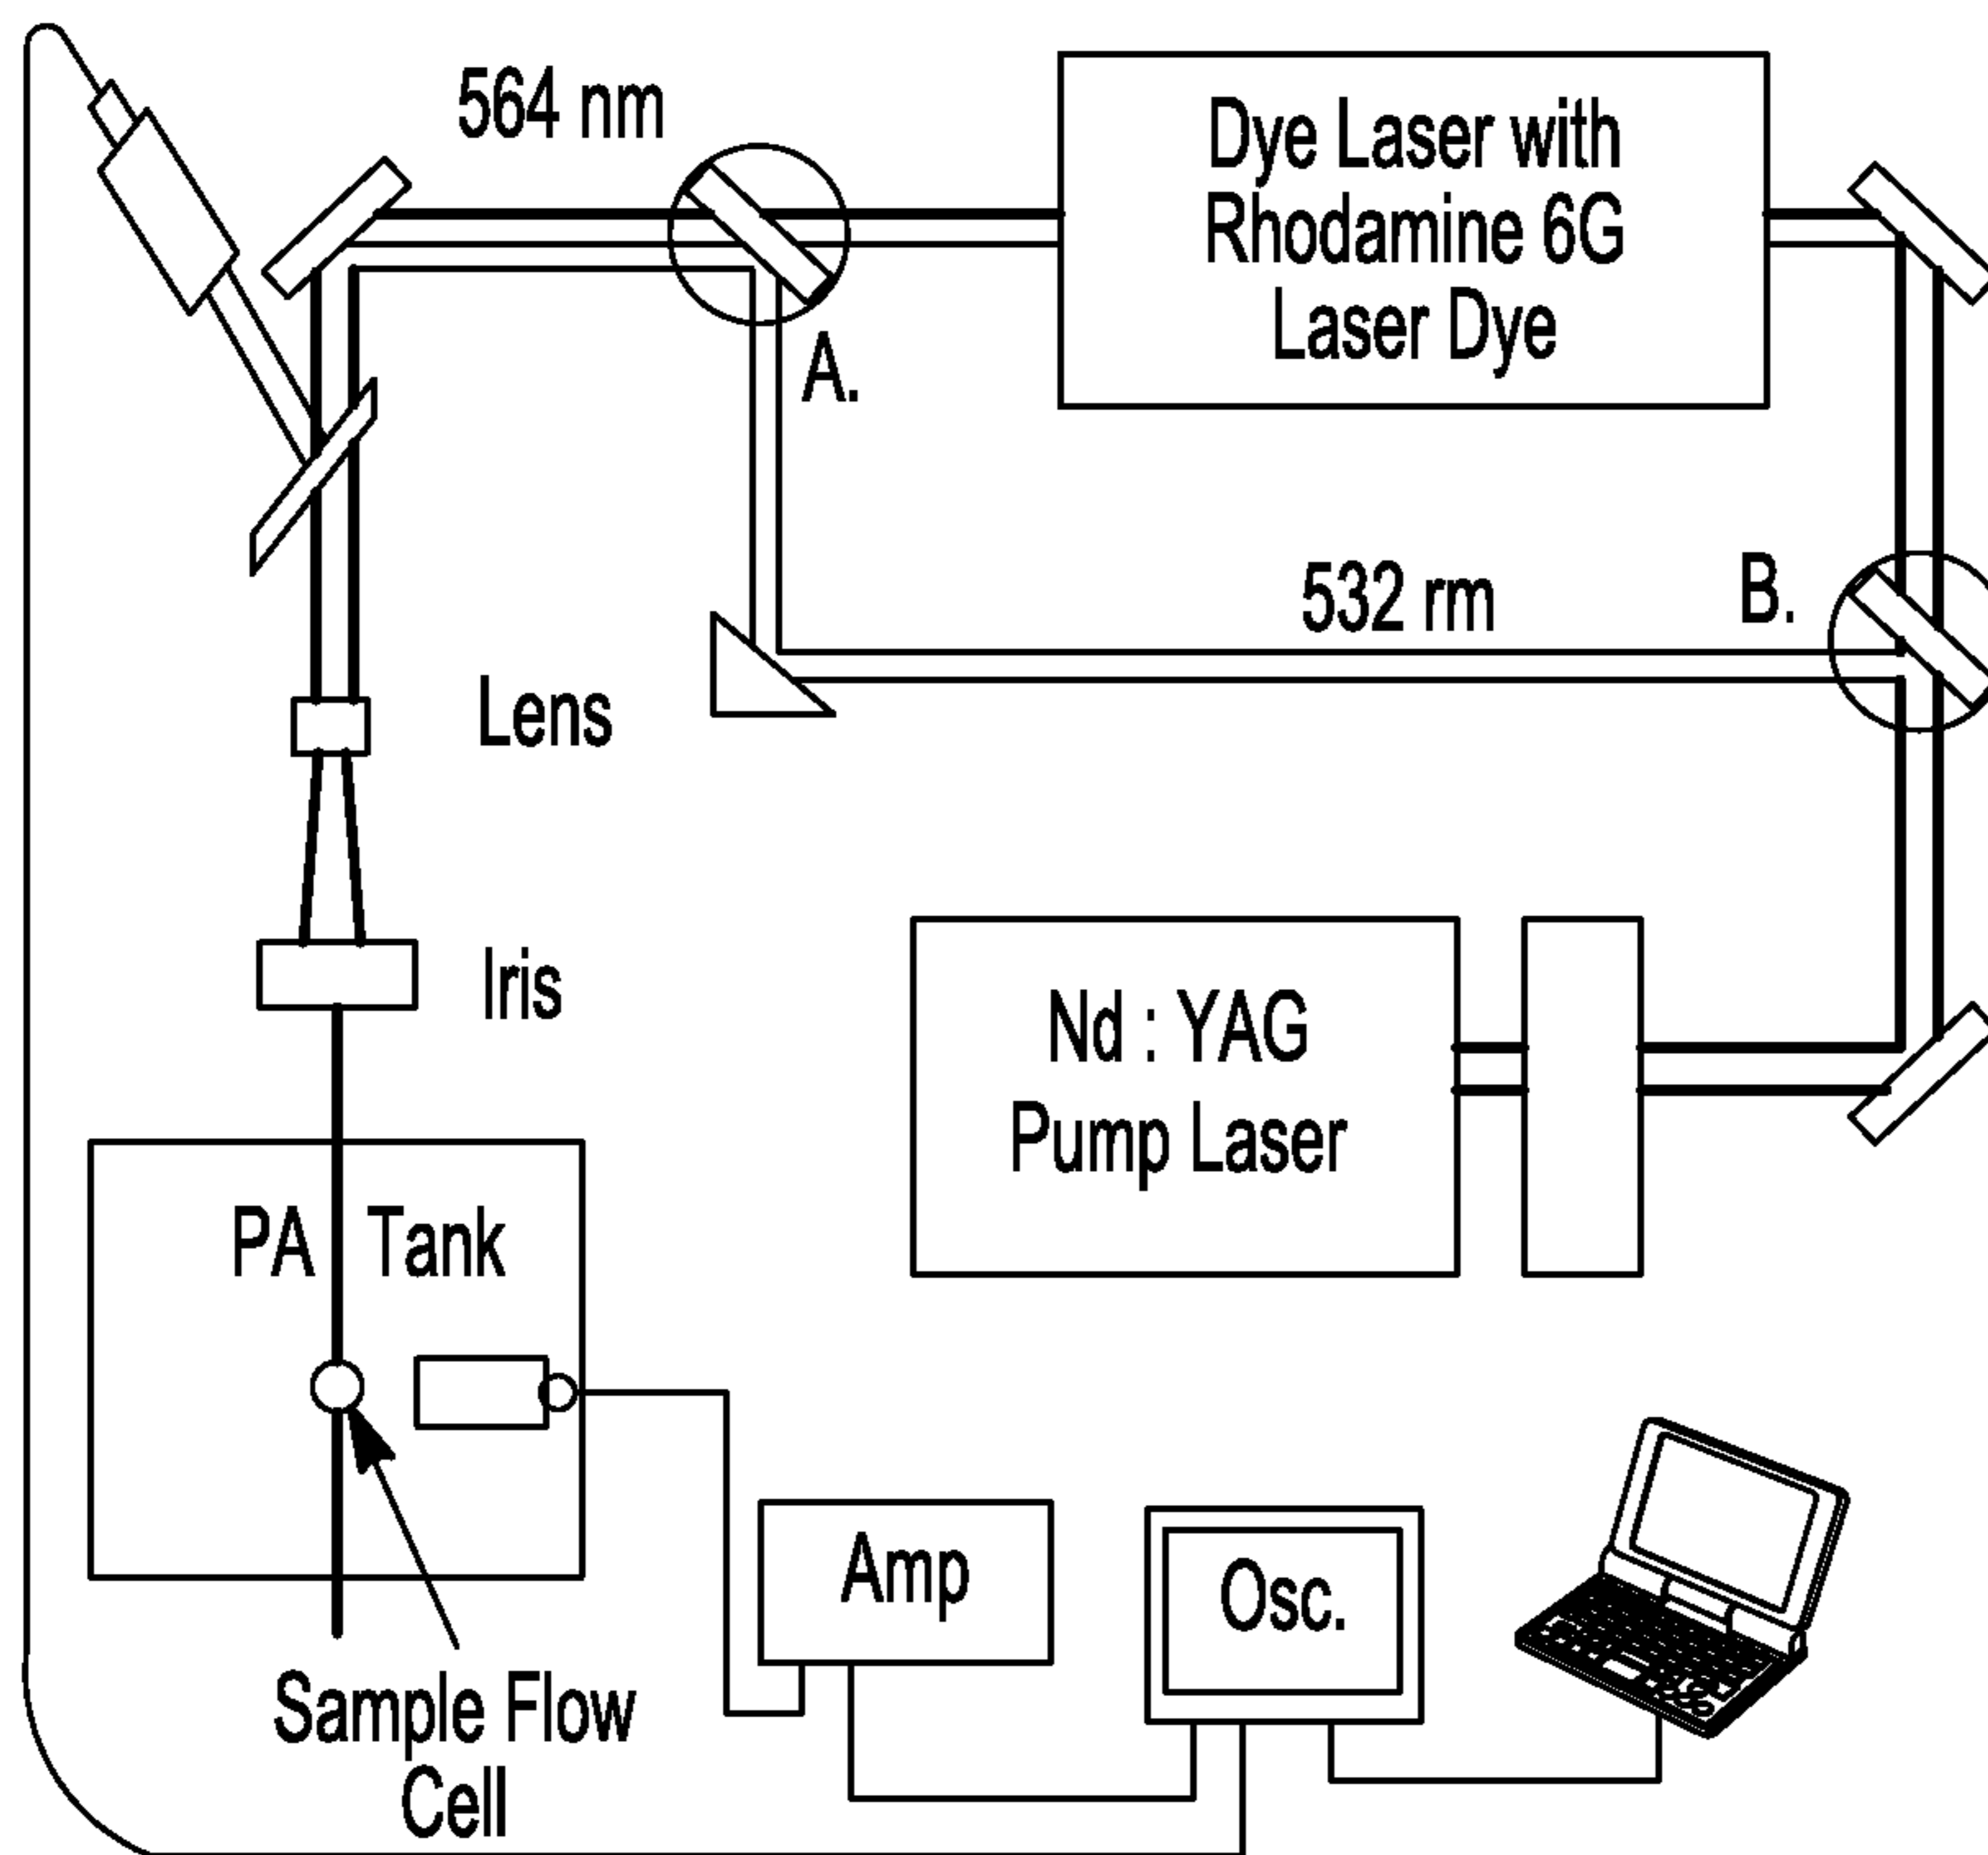 564 nm
Dye Laser with
Rhodamine 6G
Laser Dye
A.
532 rm
B.
Lens
Iris
Nd : YAG
Pump Laser
PA Tank
Amp
Osc.
Sample Flow
Cell